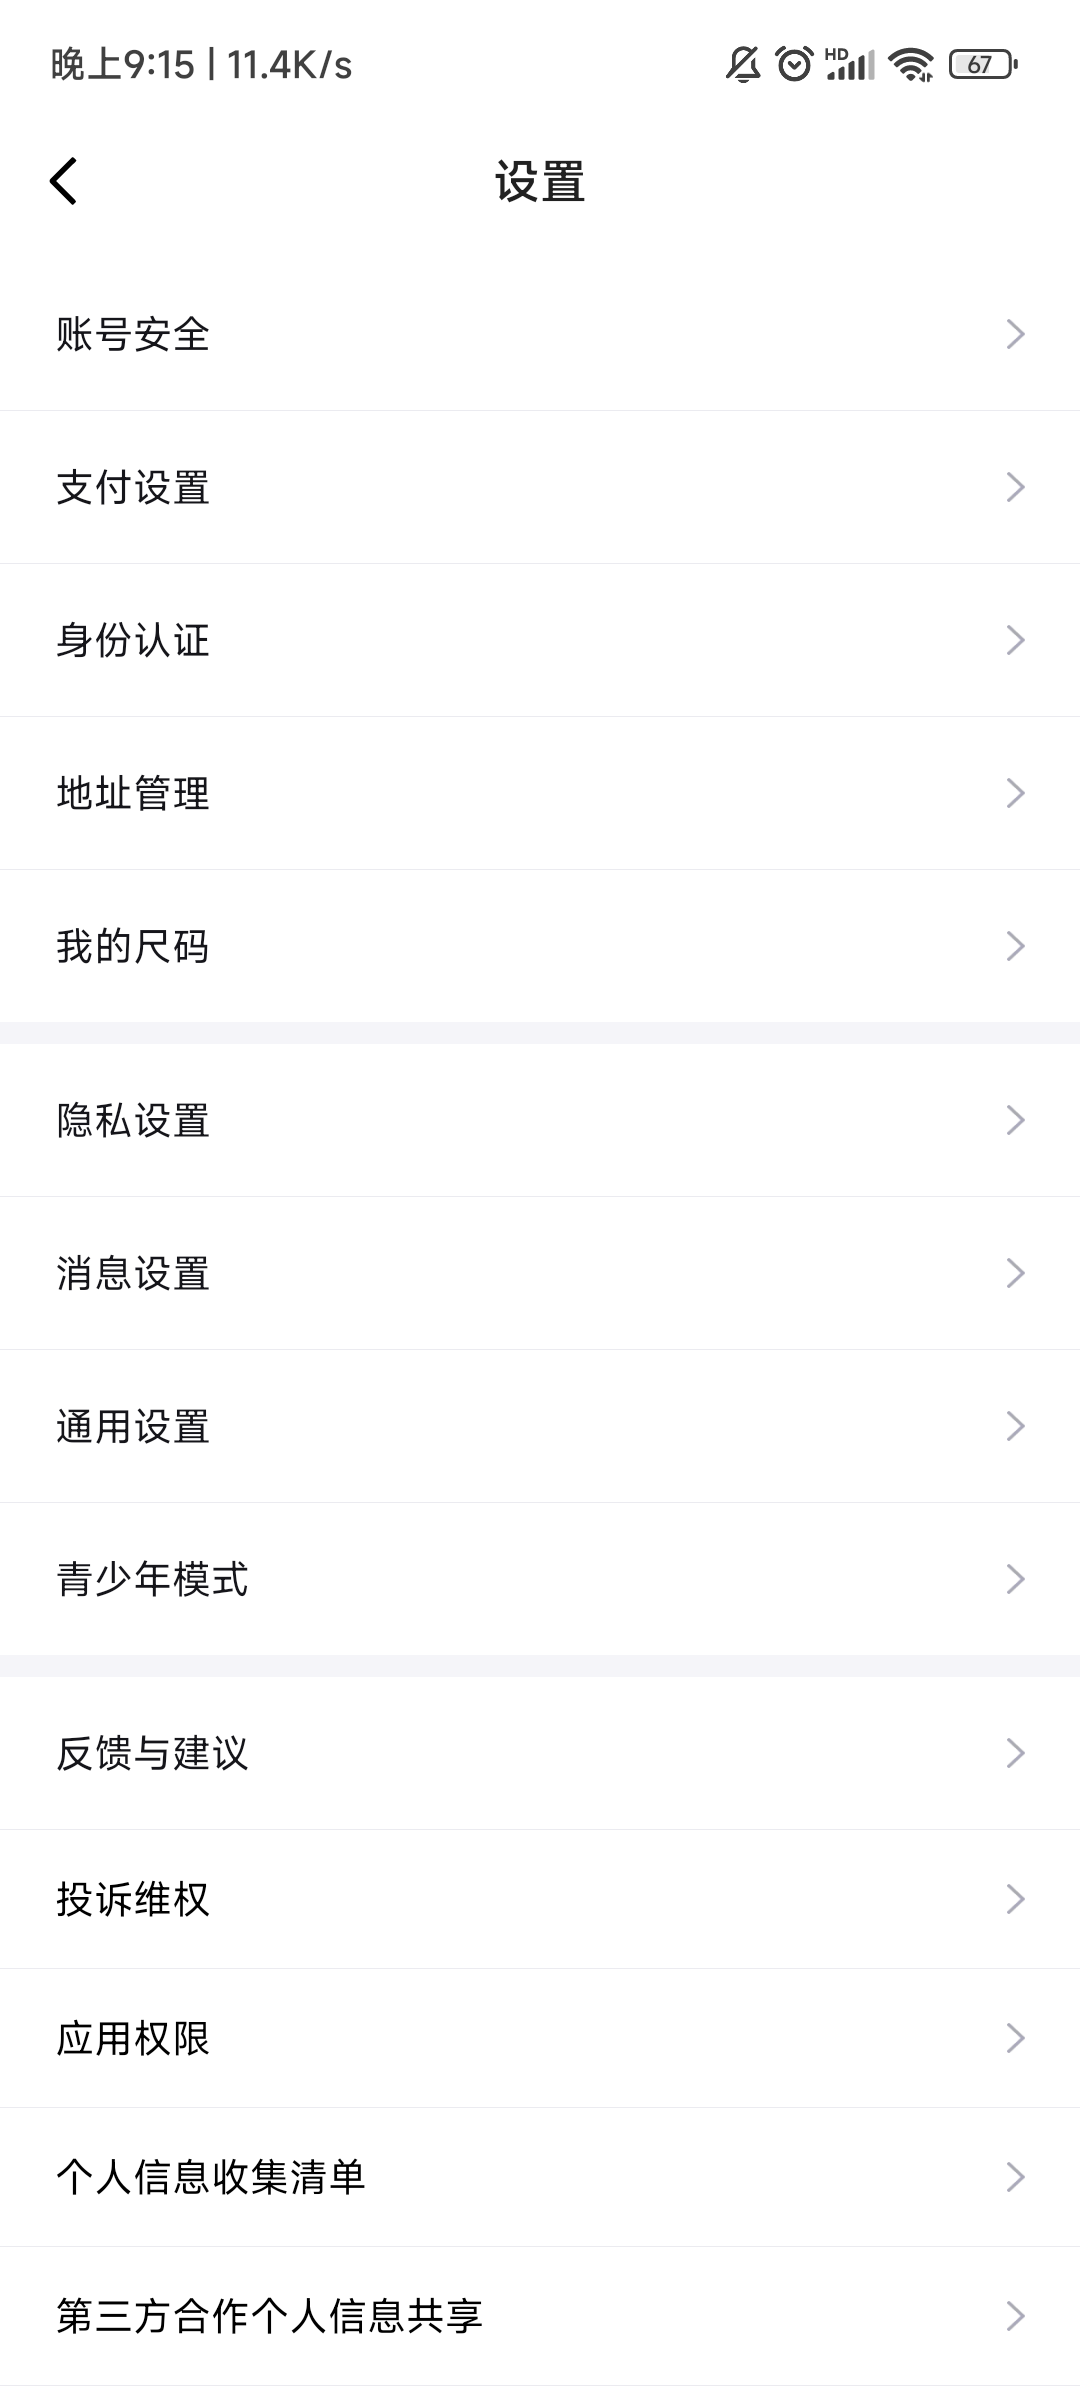 晚上9:15 | 11.4K/s
HD
67
设置
账号安全
支付设置
身份认证
地址管理
我的尺码
隐私设置
消息设置
通用设置
青少年模式
反馈与建议
投诉维权
应用权限
个人信息收集清单
第三方合作个人信息共享